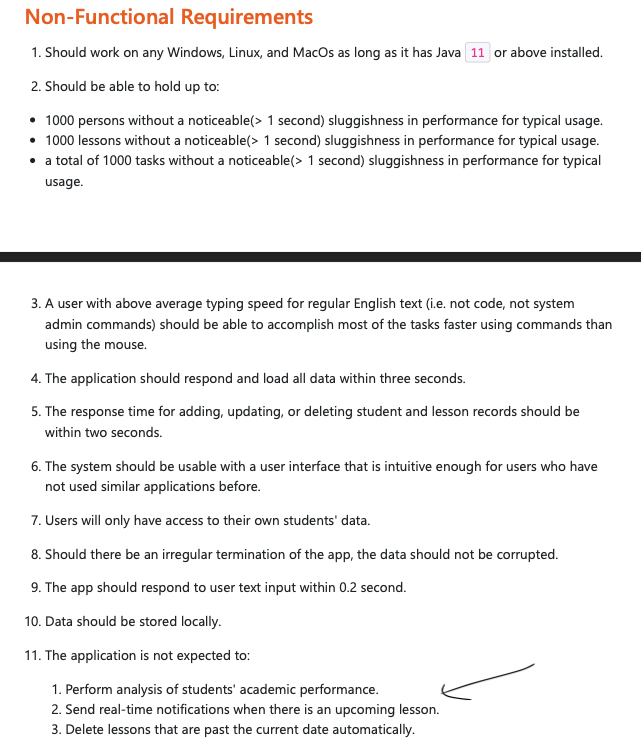 Non-Functional Requirements
1. Should work on any Windows, Linux, and MacOs as long as it has Java 11 or above installed.
2. Should be able to hold up to:
• 1000 persons without a noticeable(> 1 second) sluggishness in performance for typical usage.
• 1000 lessons without a noticeable(> 1 second) sluggishness in performance for typical usage.
• a total of 1000 tasks without a noticeable(> 1 second) sluggishness in performance for typical
usage.
3. A user with above average typing speed for regular English text (i.e. not code, not system
admin commands) should be able to accomplish most of the tasks faster using commands than
using the mouse.
4. The application should respond and load all data within three seconds.
5. The response time for adding, updating, or deleting student and lesson records should be
within two seconds.
6. The system should be usable with a user interface that is intuitive enough for users who have
not used similar applications before.
7. Users will only have access to their own students' data.
8. Should there be an irregular termination of the app, the data should not be corrupted.
9. The app should respond to user text input within 0.2 second.
10. Data should be stored locally.
11. The application is not expected to:
1. Perform analysis of students' academic performance.
2. Send real-time notifications when there is an upcoming lesson.
3. Delete lessons that are past the current date automatically.